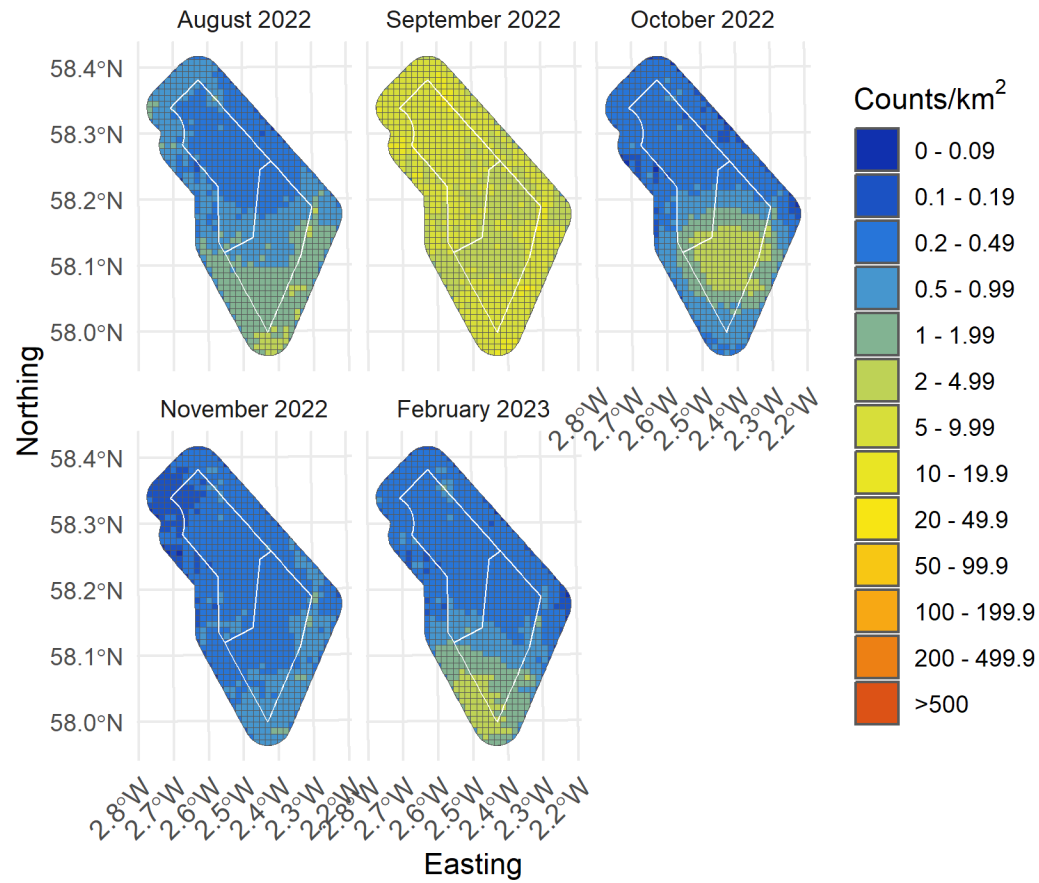 August 2022
September 2022
October 2022
58.4°N
58.3°N
58.2°N
58.1°N
58.0°N
2.8°W
2.7°W
2.6°W
2.5°W
2.4°W
2.3°W
2.2°W
November 2022
February 2023
58.4°N
58.3°N
58.2°N
58.1°N
58.0°N
2.8°W
2.7°W
2.6°W
2.5°W
2.4°W
2.3°W
2.2°W
2.8°W
2.7°W
2.6°W
2.5°W
2.4°W
2.3°W
2.2°W
Northing
Easting
Counts/km²
0 - 0.09
0.1 - 0.19
0.2 - 0.49
0.5 - 0.99
1 - 1.99
2 - 4.99
5 - 9.99
10 - 19.9
20 - 49.9
50 - 99.9
100 - 199.9
200 - 499.9
>500